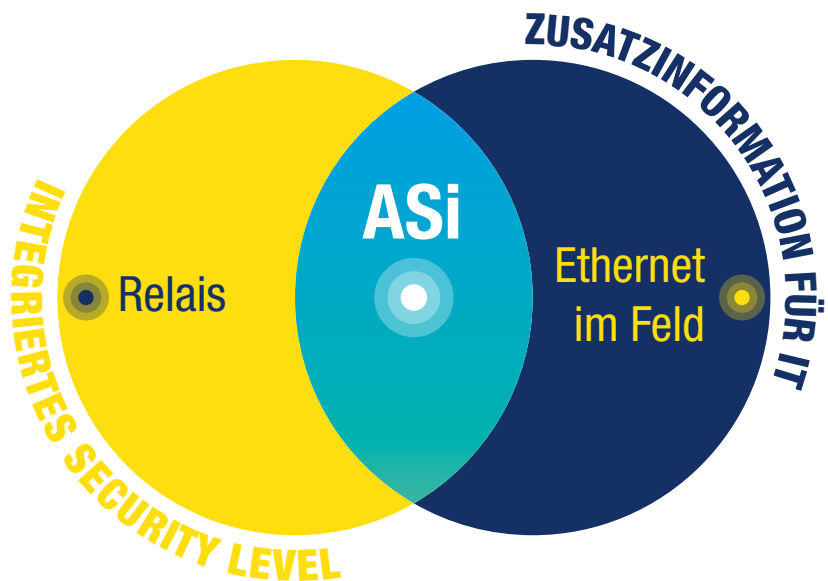 ZUSATZINFORMATION FÜR IT
INTEGRIERTES SECURITY LEVEL
Relais
ASi
Ethernet
im Feld